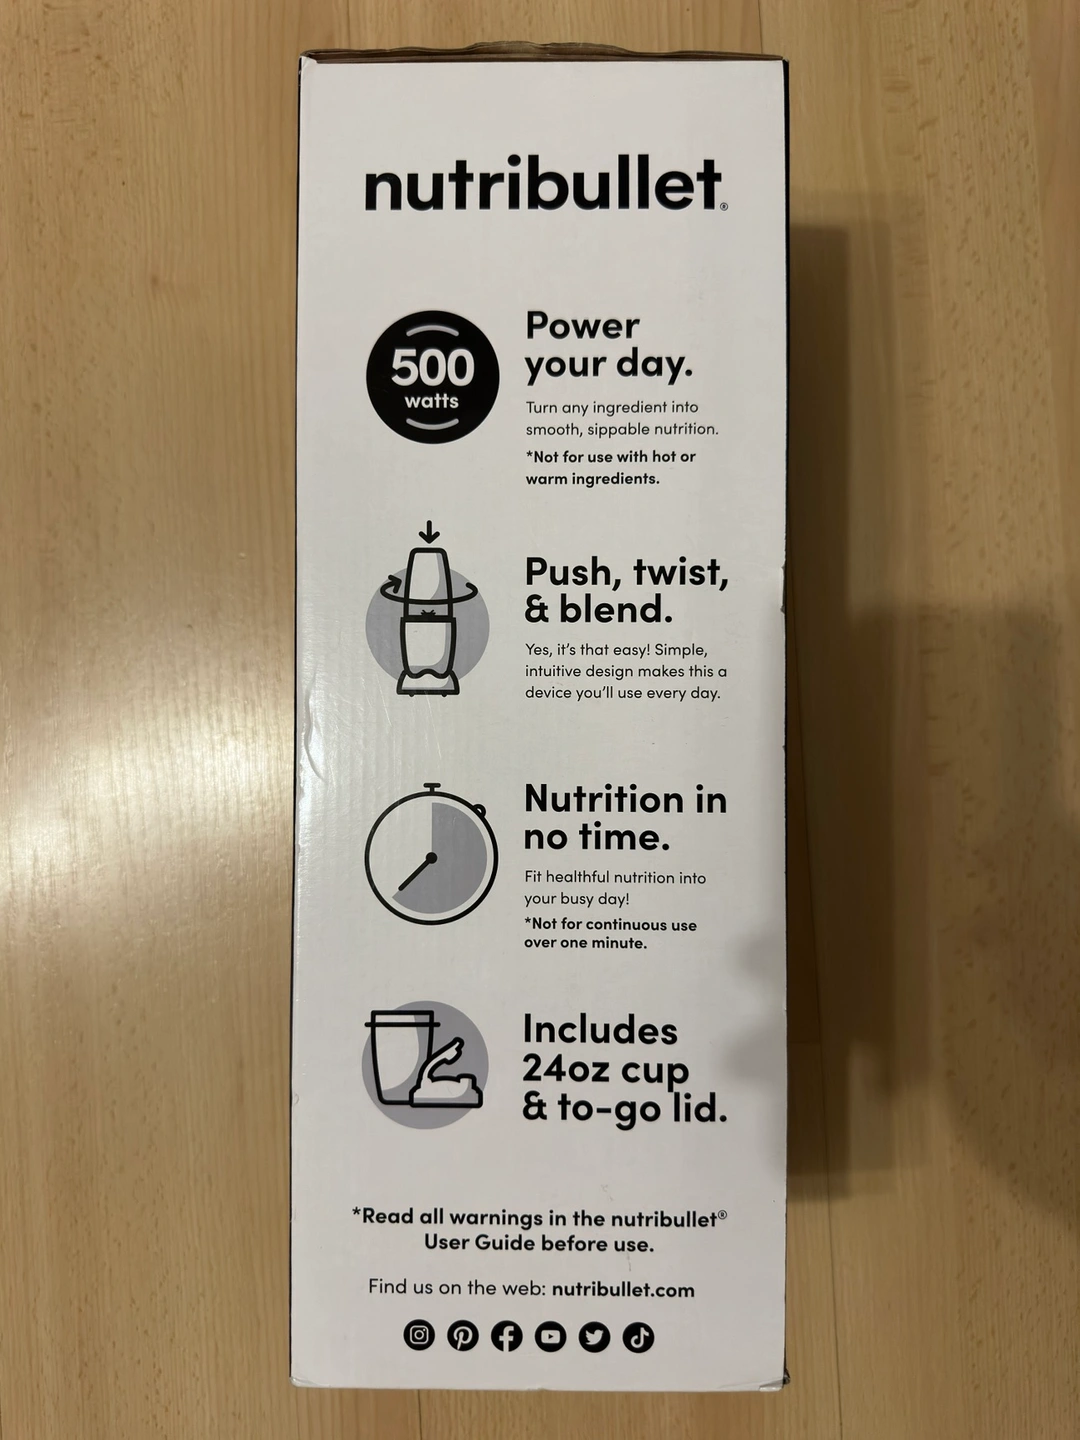 nutribullet®
500
watts
Power
your day.
Turn any ingredient into
smooth, sippable nutrition.
*Not for use with hot or
warm ingredients.
Push, twist,
& blend.
Yes, it's that easy! Simple,
intuitive design makes this a
device you'll use every day.
Nutrition in
no time.
Fit healthful nutrition into
your busy day!
*Not for continuous use
over one minute.
Includes
24oz cup
& to-go lid.
*Read all warnings in the nutribullet®
User Guide before use.
Find us on the web: nutribullet.com